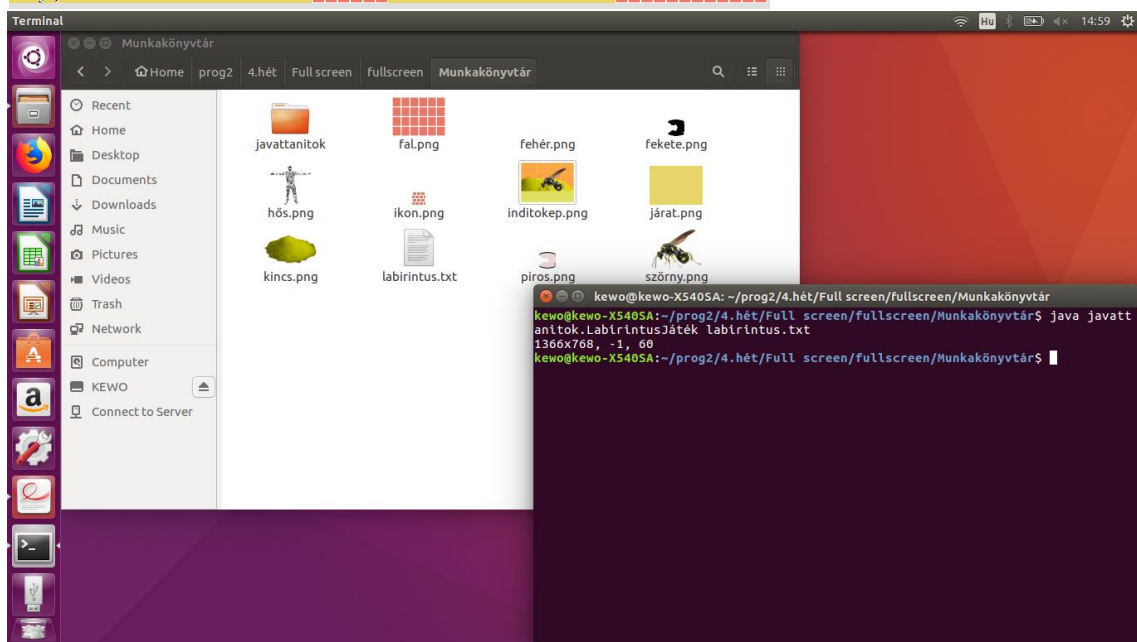 Terminal
Hu
14:59
Munkakönyvtár
Home prog2 4.hét Full screen fullscreen Munkakönyvtár
Recent
Home
Desktop
Documents
Downloads
Music
Pictures
Videos
Trash
Network
Computer
KEWO
Connect to Server
javattanitok fal.png fehér.png fekete.png
hős.png ikon.png inditokep.png járat.png
kincs.png labirintus.txt piros.png szörny.png
kewo@kewo-X540SA: ~/prog2/4.hét/Full screen/fullscreen/Munkakönyvtár
kewo@kewo-X540SA:~/prog2/4.hét/Full screen/fullscreen/Munkakönyvtár$ java javatt
anitok.LabirintusJáték labirintus.txt
1366x768, -1, 60
kewo@kewo-X540SA:~/prog2/4.hét/Full screen/fullscreen/Munkakönyvtár$